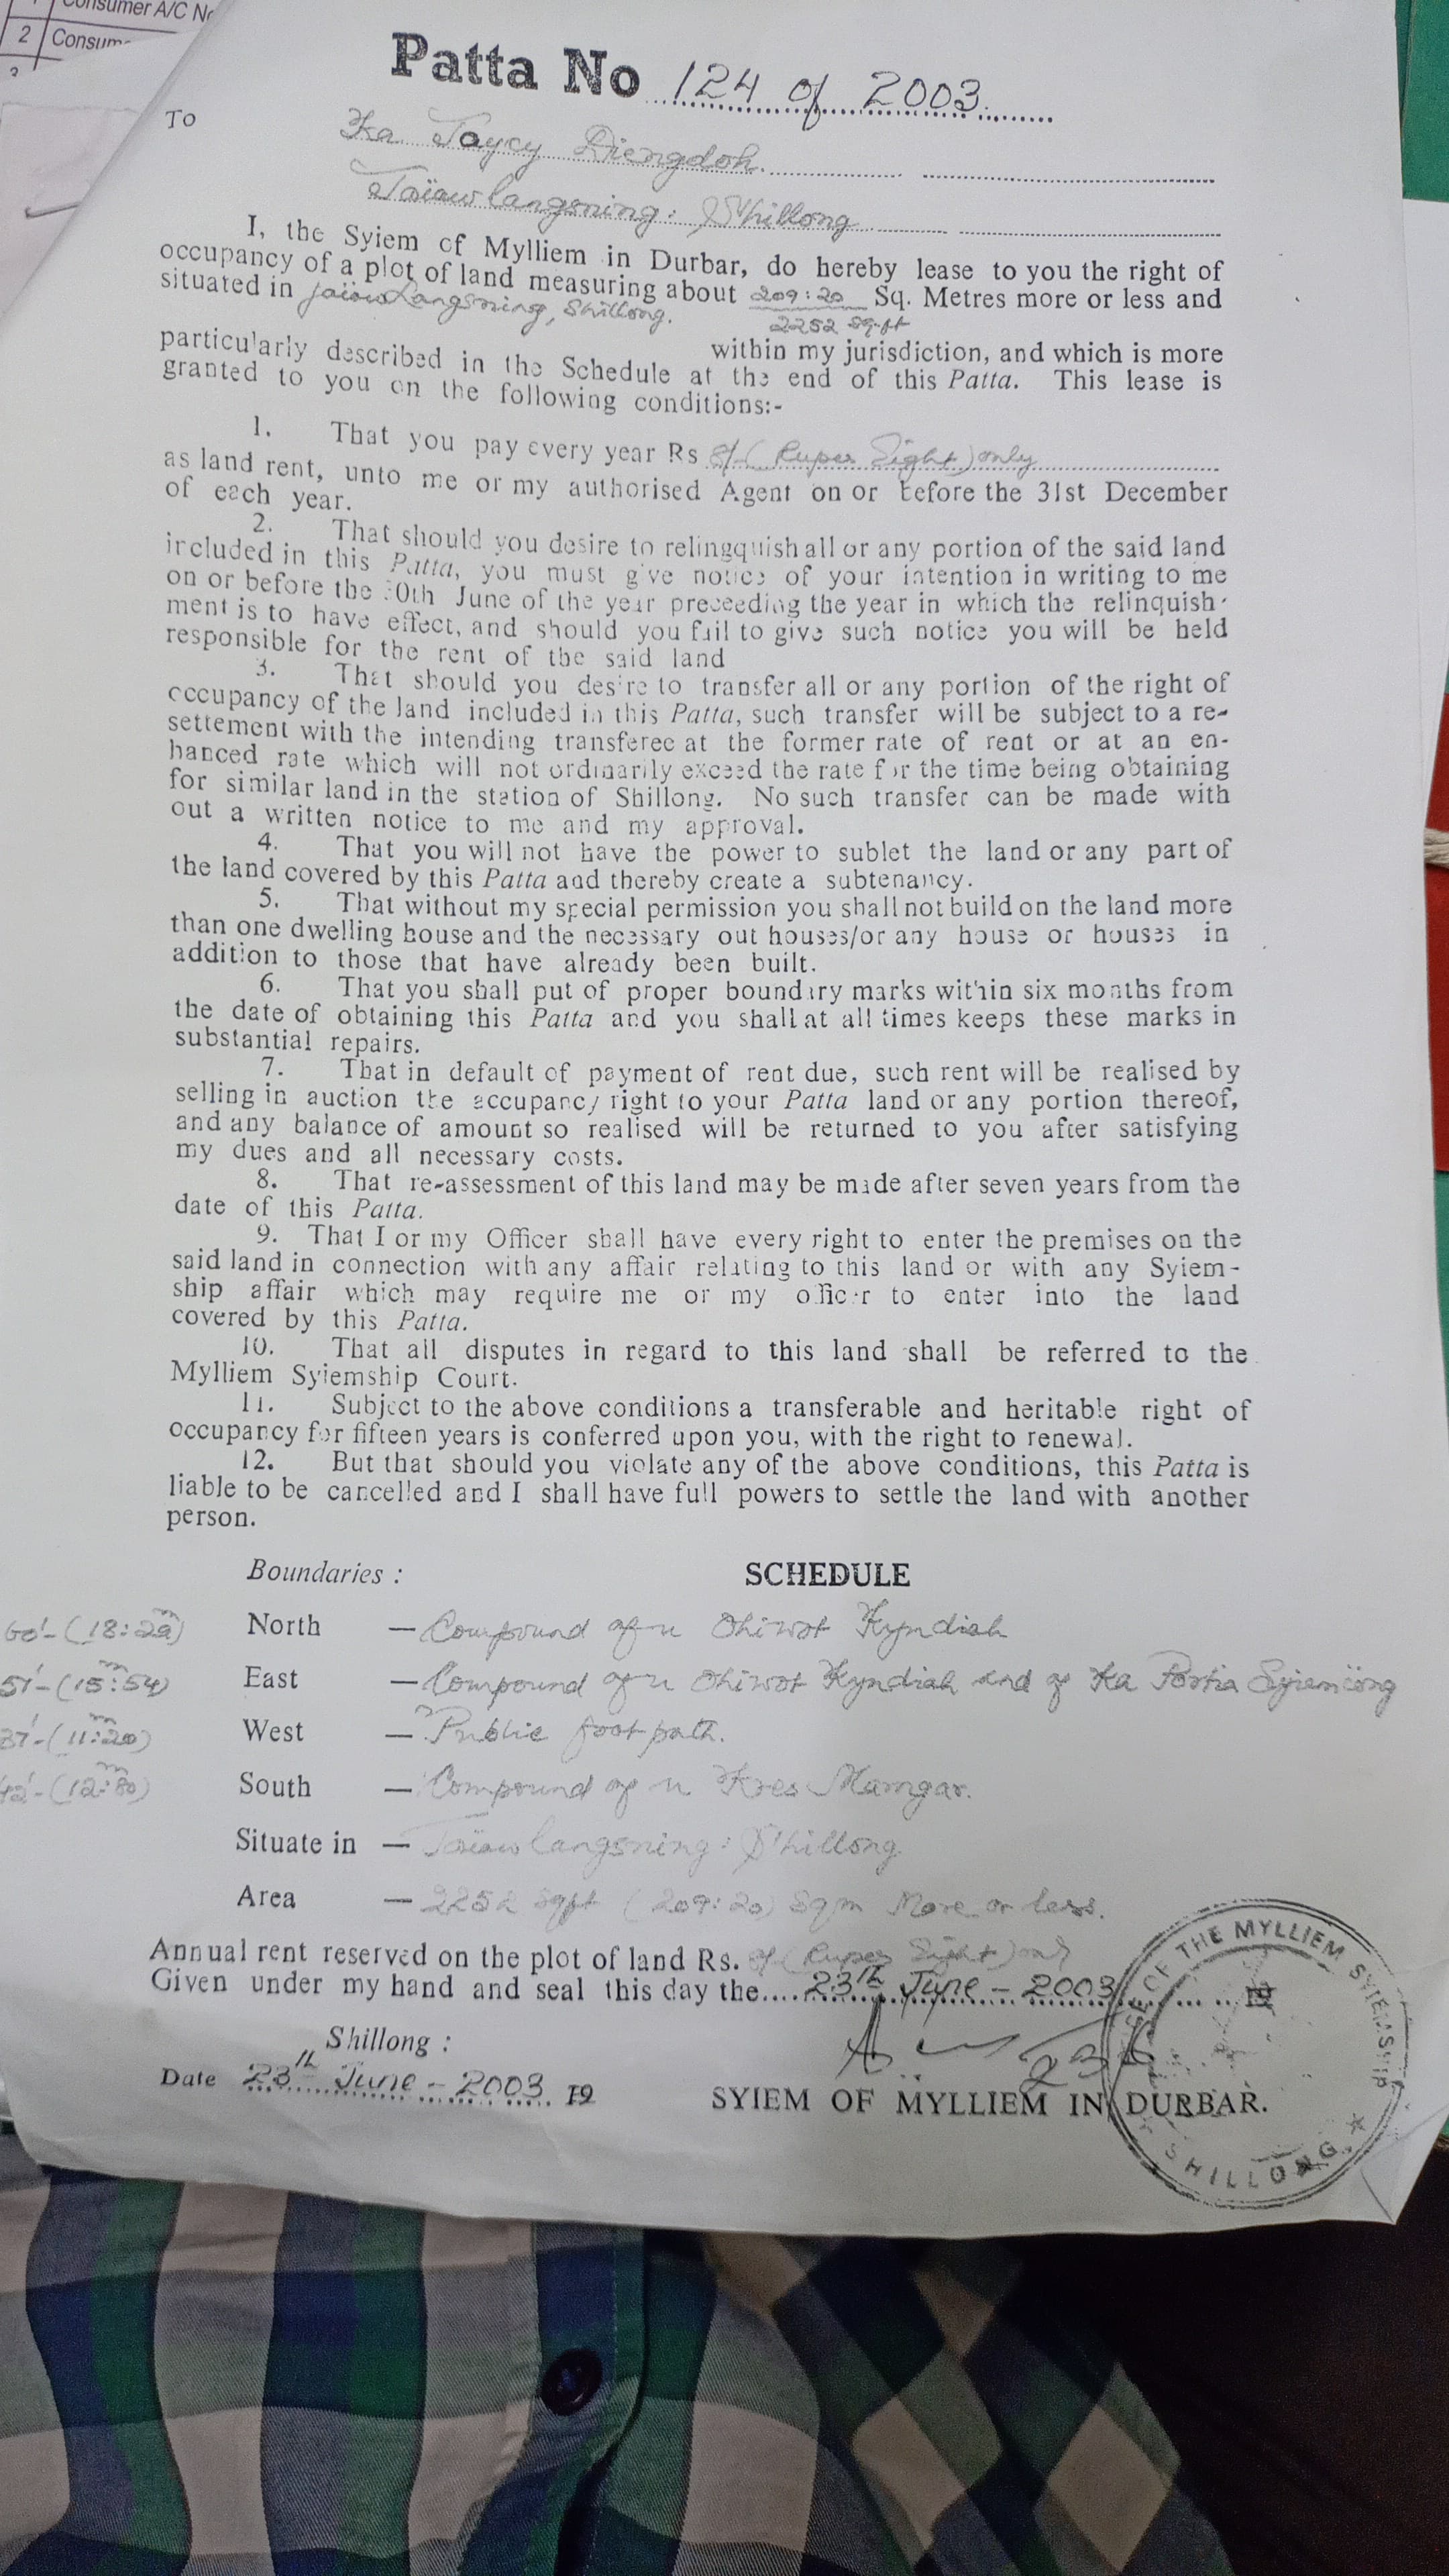 Consumer A/C No
2 Consum
Patta No 124 of 2003
To
Ka Joycy Diengdoh
Jaïawlangsning: Shillong
I, the Syiem of Mylliem in Durbar, do hereby lease to you the right of
occupancy of a plot of land measuring about 209:20 Sq. Metres more or less and
2252 sq.ft
situated in Jaïaw Langsning, Shillong.
within my jurisdiction, and which is more
particularly described in the Schedule at the end of this Patta. This lease is
granted to you on the following conditions:-
1. That you pay every year Rs 8/- (Rupees Eight) only
as land rent, unto me or my authorised Agent on or before the 31st December
of each year.
2. That should you desire to relingquish all or any portion of the said land
included in this Patta, you must give notice of your intention in writing to me
on or before the 30th June of the year preceeding the year in which the relinquish-
ment is to have effect, and should you fail to give such notice you will be held
responsible for the rent of the said land
3. That should you desire to transfer all or any portion of the right of
occupancy of the land included in this Patta, such transfer will be subject to a re-
settement with the intending transferee at the former rate of rent or at an en-
hanced rate which will not ordinarily exceed the rate for the time being obtaining
for similar land in the station of Shillong. No such transfer can be made with
out a written notice to me and my approval.
4. That you will not have the power to sublet the land or any part of
the land covered by this Patta and thereby create a subtenancy.
5. That without my special permission you shall not build on the land more
than one dwelling house and the necessary out houses/or any house or houses in
addition to those that have already been built.
6. That you shall put of proper boundary marks within six months from
the date of obtaining this Patta and you shall at all times keeps these marks in
substantial repairs.
7. That in default of payment of rent due, such rent will be realised by
selling in auction the accupancy right to your Patta land or any portion thereof,
and any balance of amount so realised will be returned to you after satisfying
my dues and all necessary costs.
8. That re-assessment of this land may be made after seven years from the
date of this Patta.
9. That I or my Officer shall have every right to enter the premises on the
said land in connection with any affair relating to this land or with any Syiem-
ship affair which may require me or my officer to enter into the land
covered by this Patta.
10. That all disputes in regard to this land shall be referred to the
Mylliem Syiemship Court.
11. Subject to the above conditions a transferable and heritable right of
occupancy for fifteen years is conferred upon you, with the right to renewal.
12. But that should you violate any of the above conditions, this Patta is
liable to be cancelled and I shall have full powers to settle the land with another
person.
Boundaries : SCHEDULE
60'-(18:29m) North — Compound of u Ohiwot Kyndiah
51'-(15:54m) East — Compound of u Ohiwot Kyndiah and of Ka Portia Syiemïong
37'-(11:20m) West — Public footpath.
42'-(12:80m) South — Compound of u Kres Marngar.
Situate in — Jaïawlangsning: Shillong
Area — 2252 sqft (209:20) Sqm More or less.
Annual rent reserved on the plot of land Rs. 8/- (Rupees Eight) only
Given under my hand and seal this day the 23th June - 2003 19
Shillong :
Date 23th June - 2003 19
SYIEM OF MYLLIEM IN DURBAR.
OF THE MYLLIEM SYIEMSHIP
★ SHILLONG ★